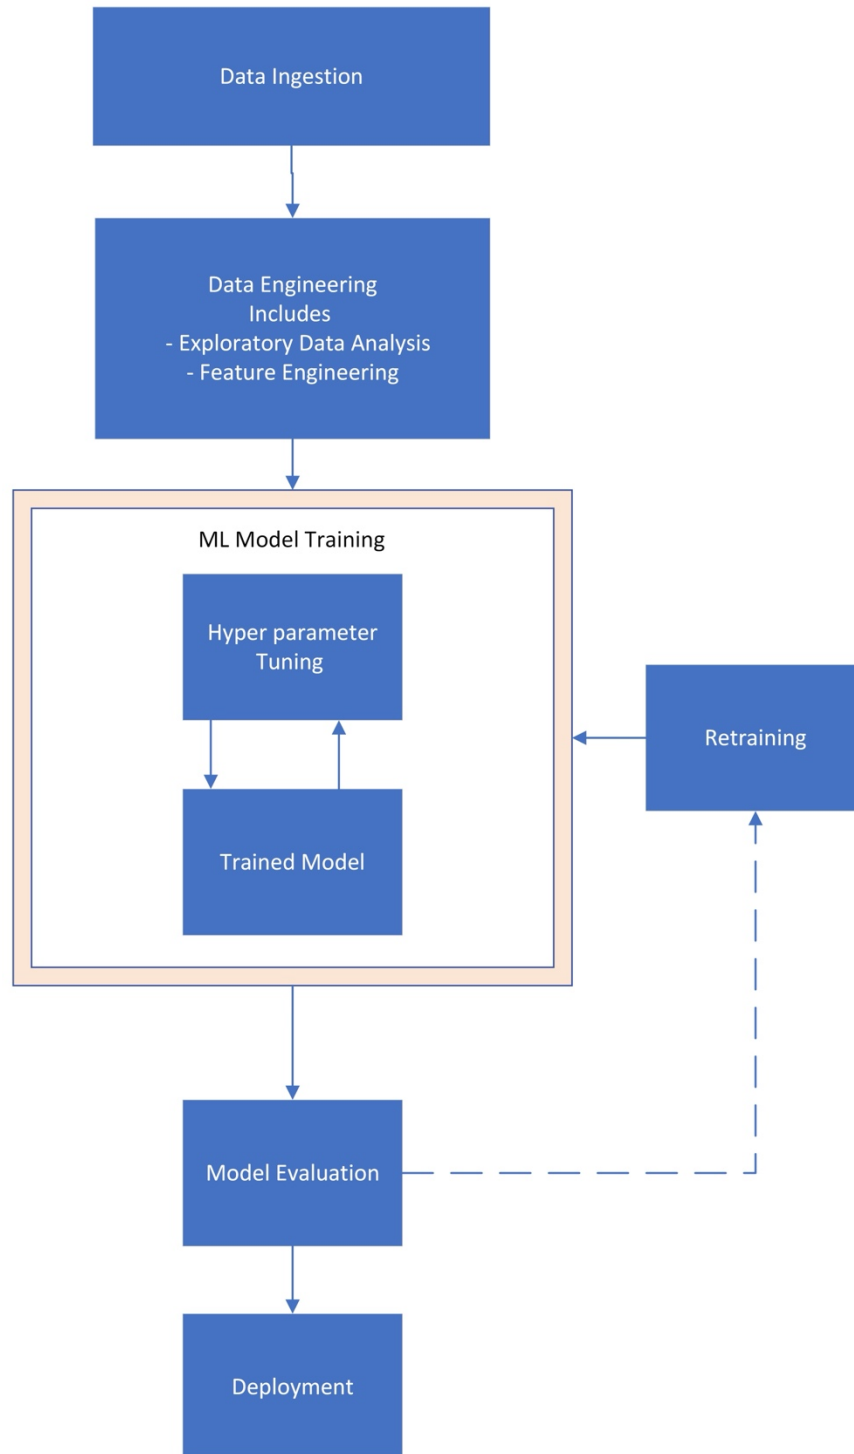 Data Ingestion
Data Engineering
Includes
- Exploratory Data Analysis
- Feature Engineering
ML Model Training
Hyper parameter
Tuning
Retraining
Trained Model
Model Evaluation
Deployment